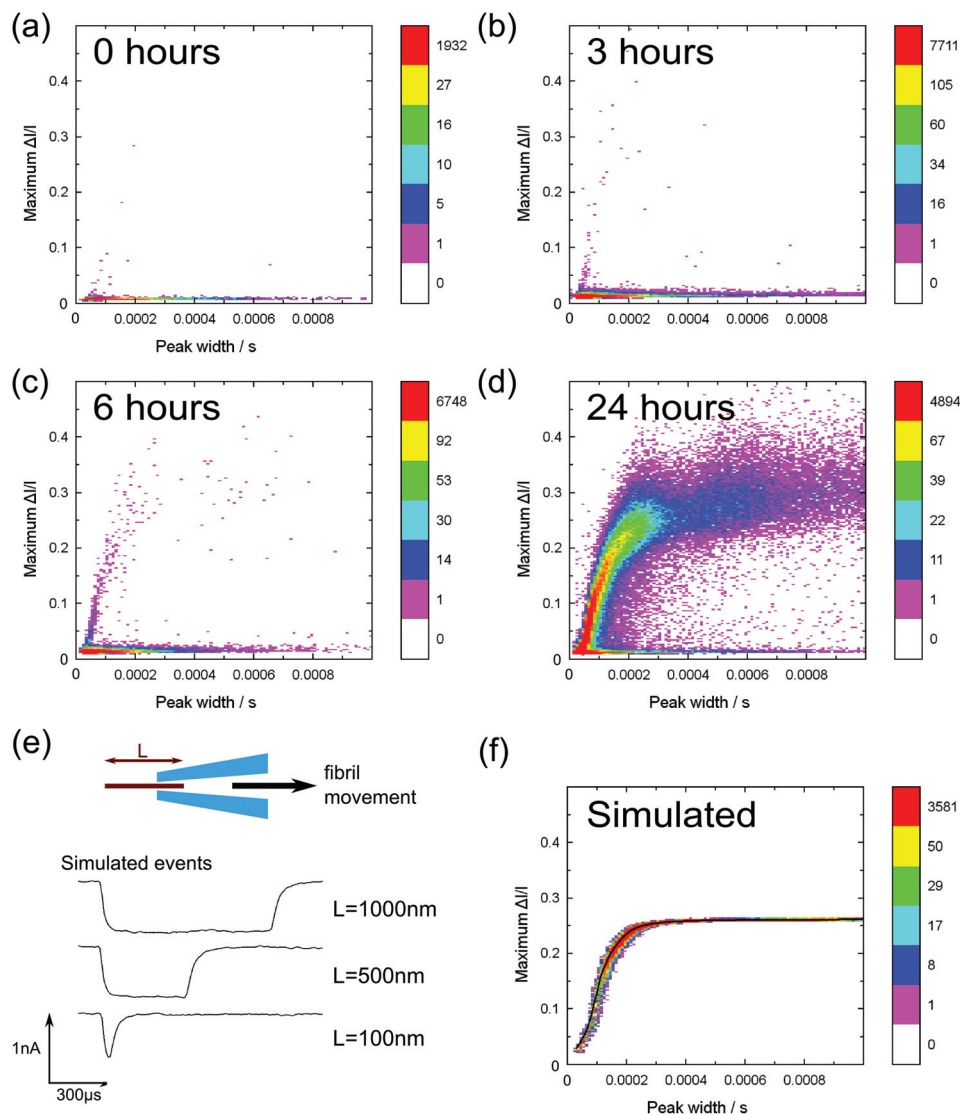 (a)
0 hours
Maximum ΔI/I
0.4
0.3
0.2
0.1
0
0 0.0002 0.0004 0.0006 0.0008
Peak width / s
1932
27
16
10
5
1
0
(b)
3 hours
Maximum ΔI/I
0.4
0.3
0.2
0.1
0
0 0.0002 0.0004 0.0006 0.0008
Peak width / s
7711
105
60
34
16
1
0
(c)
6 hours
Maximum ΔI/I
0.4
0.3
0.2
0.1
0
0 0.0002 0.0004 0.0006 0.0008
Peak width / s
6748
92
53
30
14
1
0
(d)
24 hours
Maximum ΔI/I
0.4
0.3
0.2
0.1
0
0 0.0002 0.0004 0.0006 0.0008
Peak width / s
4894
67
39
22
11
1
0
(e)
L
fibril
movement
Simulated events
L=1000nm
L=500nm
L=100nm
1nA
300μs
(f)
Simulated
Maximum ΔI/I
0.4
0.3
0.2
0.1
0
0 0.0002 0.0004 0.0006 0.0008
Peak width / s
3581
50
29
17
8
1
0